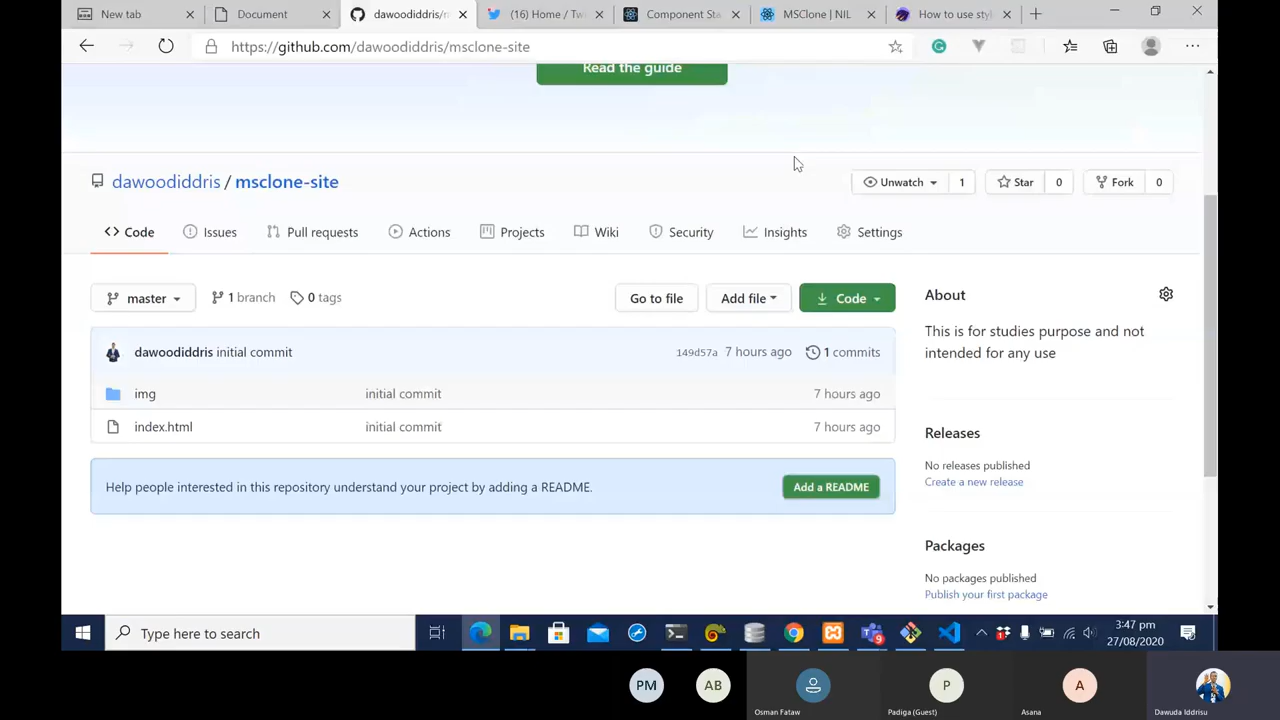 New tab
Document
dawoodiddris/
(16) Home / Tw
Component Sta
MSClone | NIL
How to use styl
https://github.com/dawoodiddris/msclone-site
Read the guide
dawoodiddris / msclone-site
Unwatch 1
Star 0
Fork 0
Code
Issues
Pull requests
Actions
Projects
Wiki
Security
Insights
Settings
master
1 branch
0 tags
Go to file
Add file
Code
dawoodiddris initial commit
149d57a 7 hours ago
1 commits
img initial commit 7 hours ago
index.html initial commit 7 hours ago
Help people interested in this repository understand your project by adding a README.
Add a README
About
This is for studies purpose and not
intended for any use
Releases
No releases published
Create a new release
Packages
No packages published
Publish your first package
Type here to search
9
3:47 pm
27/08/2020
PM
AB
P
A
Osman Fataw
Padiga (Guest)
Asana
Dawuda Iddrisu